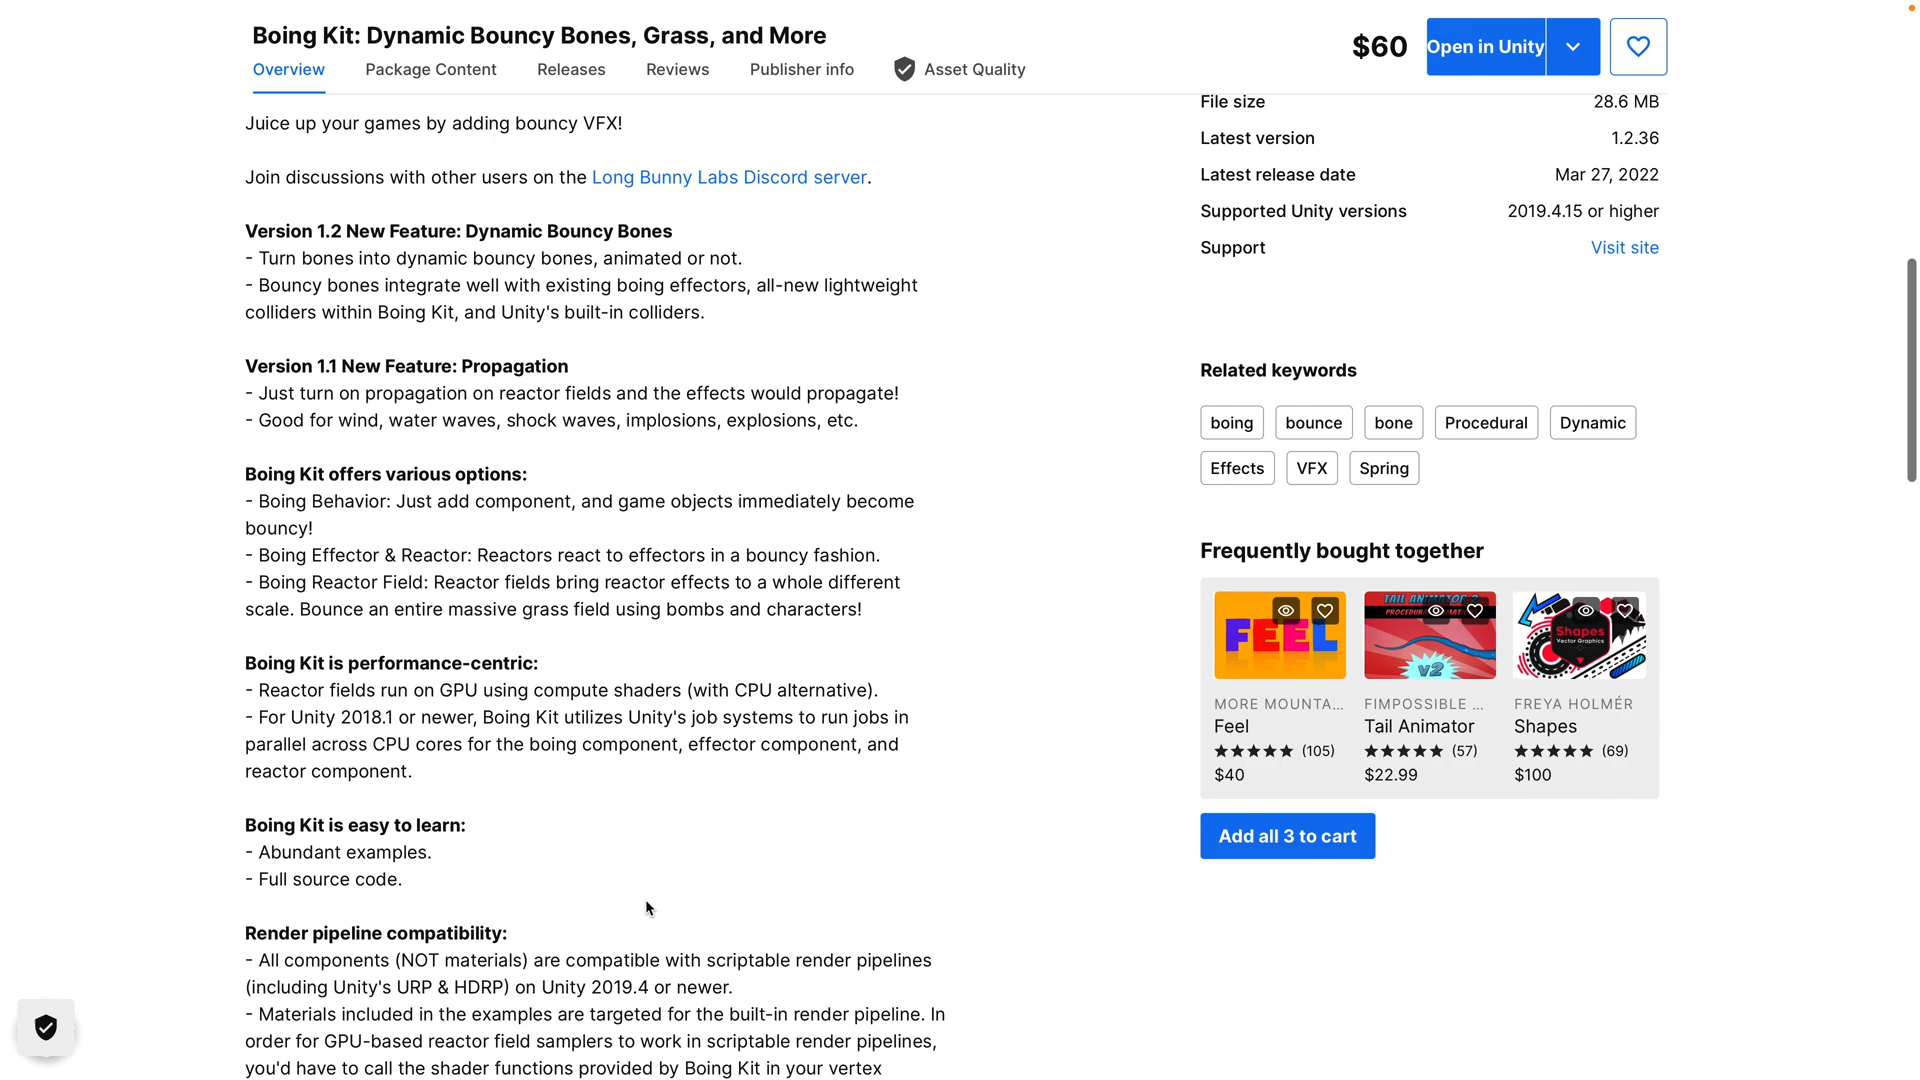 Boing Kit: Dynamic Bouncy Bones, Grass, and More
$60
Open in Unity
Overview
Package Content
Releases
Reviews
Publisher info
Asset Quality
Juice up your games by adding bouncy VFX!
Join discussions with other users on the Long Bunny Labs Discord server.
Version 1.2 New Feature: Dynamic Bouncy Bones
- Turn bones into dynamic bouncy bones, animated or not.
- Bouncy bones integrate well with existing boing effectors, all-new lightweight
colliders within Boing Kit, and Unity's built-in colliders.
Version 1.1 New Feature: Propagation
- Just turn on propagation on reactor fields and the effects would propagate!
- Good for wind, water waves, shock waves, implosions, explosions, etc.
Boing Kit offers various options:
- Boing Behavior: Just add component, and game objects immediately become
bouncy!
- Boing Effector & Reactor: Reactors react to effectors in a bouncy fashion.
- Boing Reactor Field: Reactor fields bring reactor effects to a whole different
scale. Bounce an entire massive grass field using bombs and characters!
Boing Kit is performance-centric:
- Reactor fields run on GPU using compute shaders (with CPU alternative).
- For Unity 2018.1 or newer, Boing Kit utilizes Unity's job systems to run jobs in
parallel across CPU cores for the boing component, effector component, and
reactor component.
Boing Kit is easy to learn:
- Abundant examples.
- Full source code.
Render pipeline compatibility:
- All components (NOT materials) are compatible with scriptable render pipelines
(including Unity's URP & HDRP) on Unity 2019.4 or newer.
- Materials included in the examples are targeted for the built-in render pipeline. In
order for GPU-based reactor field samplers to work in scriptable render pipelines,
you'd have to call the shader functions provided by Boing Kit in your vertex
File size 28.6 MB
Latest version 1.2.36
Latest release date Mar 27, 2022
Supported Unity versions 2019.4.15 or higher
Support Visit site
Related keywords
boing bounce bone Procedural Dynamic
Effects VFX Spring
Frequently bought together
FEEL
MORE MOUNTA...
Feel
(105)
$40
TAIL ANIMATOR
V2
FIMPOSSIBLE ...
Tail Animator
(57)
$22.99
Shapes
Vector Graphics
FREYA HOLMÉR
Shapes
(69)
$100
Add all 3 to cart